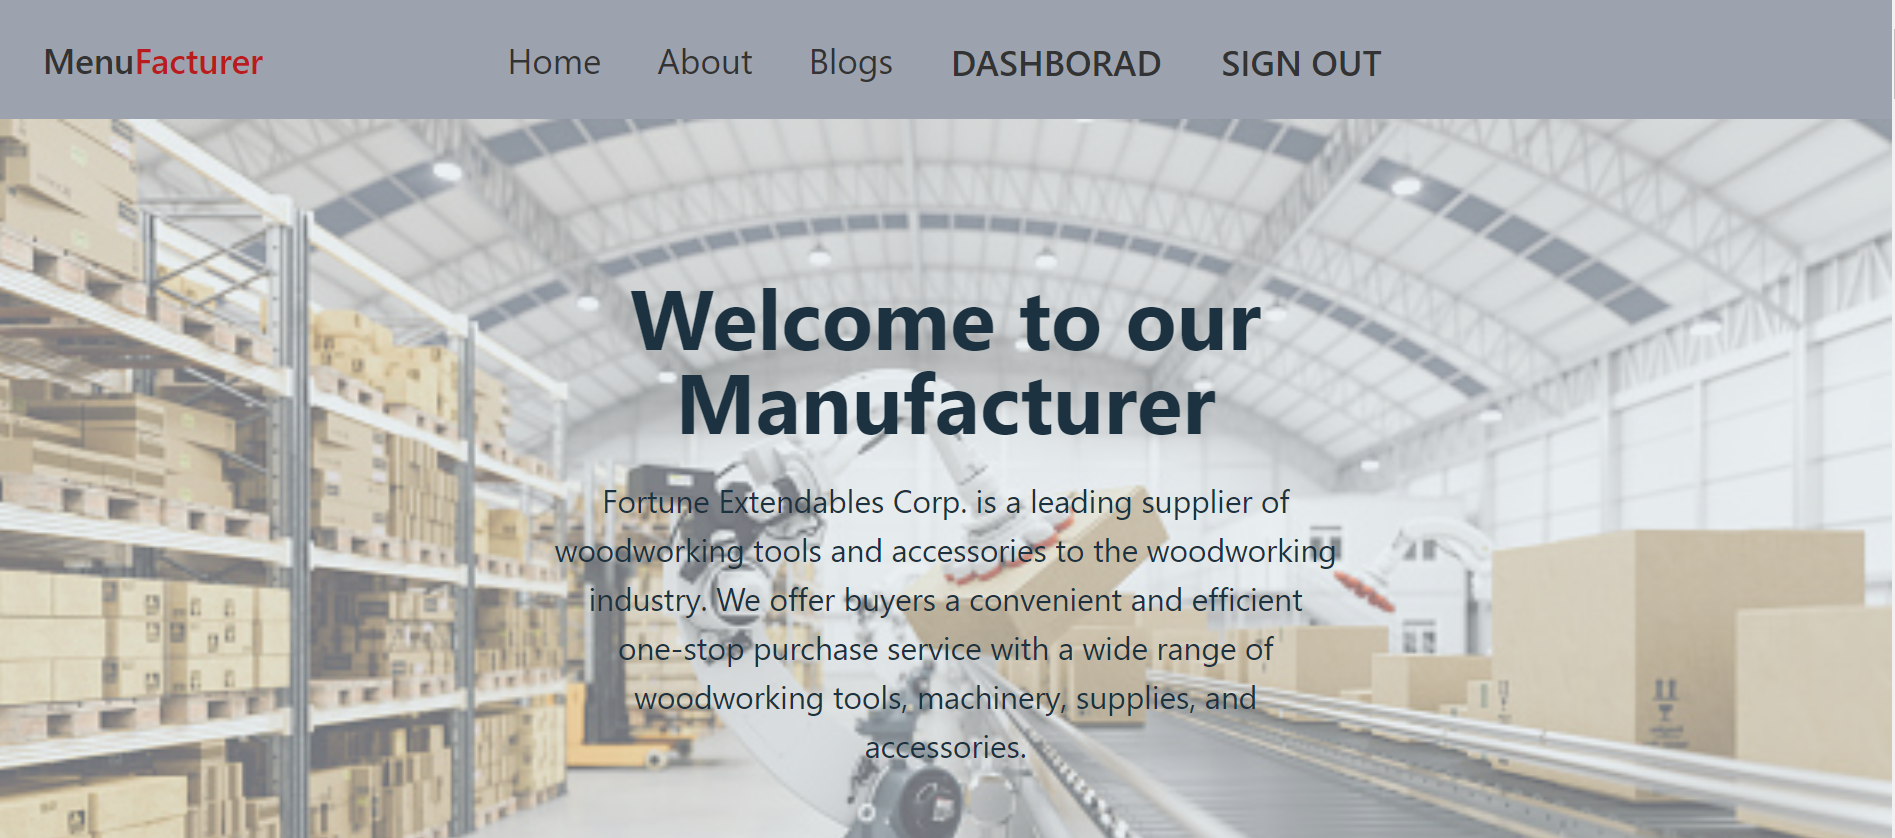 MenuFacturer Home About Blogs DASHBORAD SIGN OUT
Welcome to our
Manufacturer
Fortune Extendables Corp. is a leading supplier of
woodworking tools and accessories to the woodworking
industry. We offer buyers a convenient and efficient
one-stop purchase service with a wide range of
woodworking tools, machinery, supplies, and
accessories.